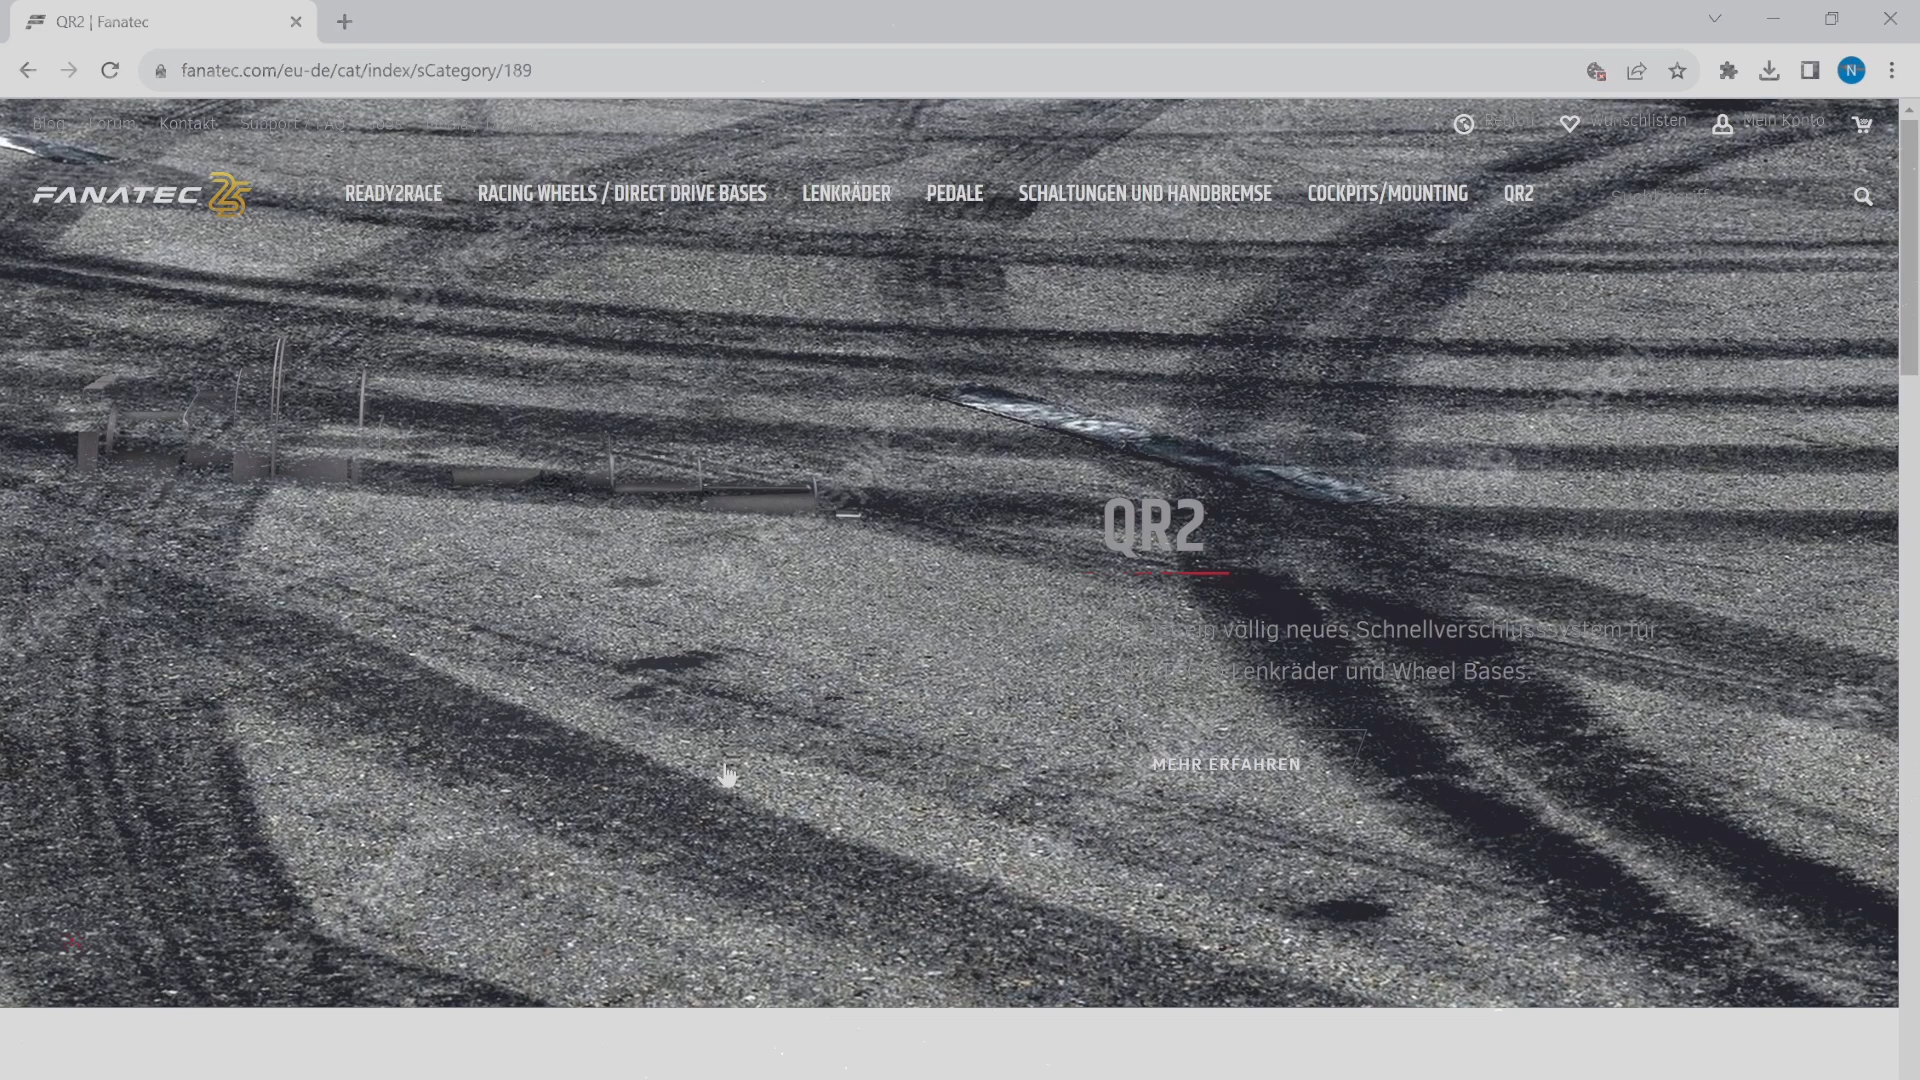 QR2 | Fanatec
fanatec.com/eu-de/cat/index/sCategory/189
N
Blog Forum Kontakt Support / FAQ
Wunschlisten Mein Konto
FANATEC 25
READY2RACE RACING WHEELS / DIRECT DRIVE BASES LENKRÄDER PEDALE SCHALTUNGEN UND HANDBREMSE COCKPITS/MOUNTING QR2
QR2
ein völlig neues Schnellverschlusssystem für
Lenkräder und Wheel Bases.
MEHR ERFAHREN